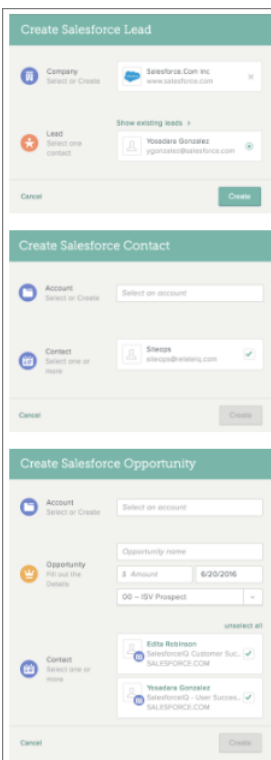 Create Salesforce Lead
Company
Select or Create
Salesforce.Com Inc
www.salesforce.com
Show existing leads >
Lead
Select one
contact
Yosadara Gonzalez
ygonzalez@salesforce.com
Cancel
Create
Create Salesforce Contact
Account
Select or Create
Select an account
Contact
Select one or
more
Siteops
siteops@relateiq.com
Cancel
Create
Create Salesforce Opportunity
Account
Select or Create
Select an account
Opportunity
Fill out the
Details
Opportunity name
$ Amount
6/20/2016
00 – ISV Prospect
unselect all
Contact
Select one or
more
Edita Robinson
SalesforceIQ Customer Suc..
SALESFORCE.COM
Yosadara Gonzalez
SalesforceIQ - User Succes..
SALESFORCE.COM
Cancel
Create